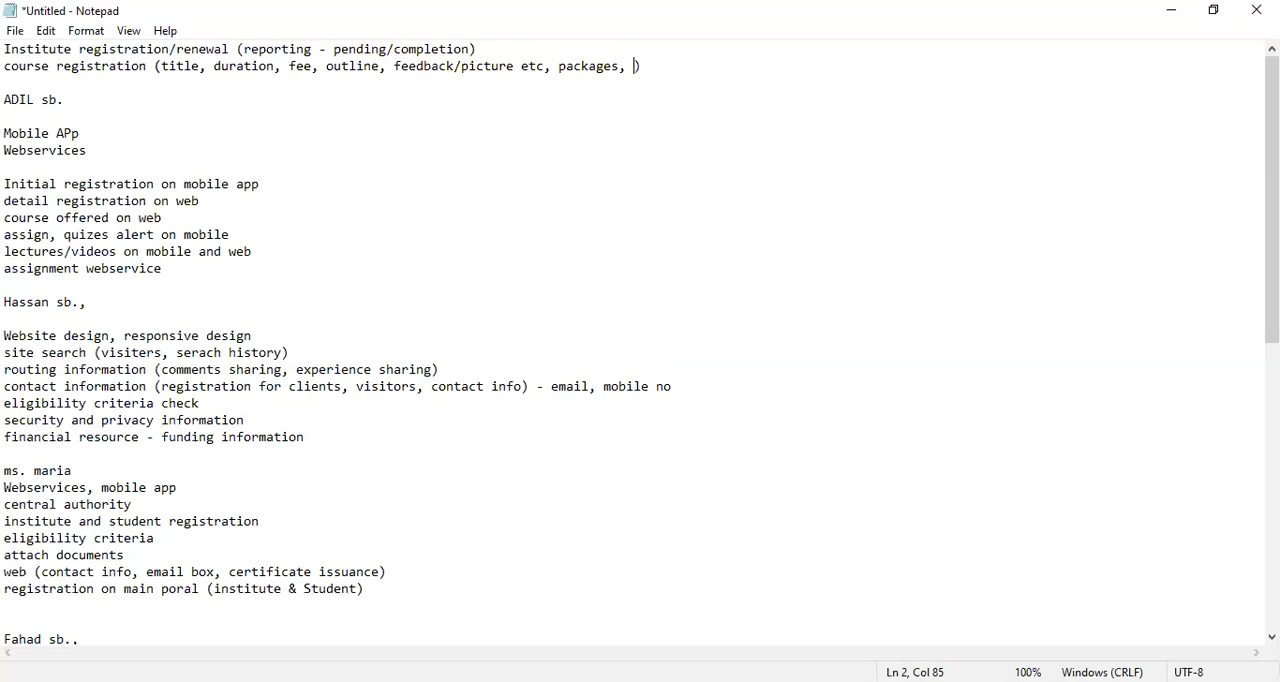 *Untitled - Notepad
File Edit Format View Help
Institute registration/renewal (reporting - pending/completion)
course registration (title, duration, fee, outline, feedback/picture etc, packages, )
ADIL sb.
Mobile APp
Webservices
Initial registration on mobile app
detail registration on web
course offered on web
assign, quizes alert on mobile
lectures/videos on mobile and web
assignment webservice
Hassan sb.,
Website design, responsive design
site search (visiters, serach history)
routing information (comments sharing, experience sharing)
contact information (registration for clients, visitors, contact info) - email, mobile no
eligibility criteria check
security and privacy information
financial resource - funding information
ms. maria
Webservices, mobile app
central authority
institute and student registration
eligibility criteria
attach documents
web (contact info, email box, certificate issuance)
registration on main poral (institute & Student)
Fahad sb.,
Ln 2, Col 85 100% Windows (CRLF) UTF-8